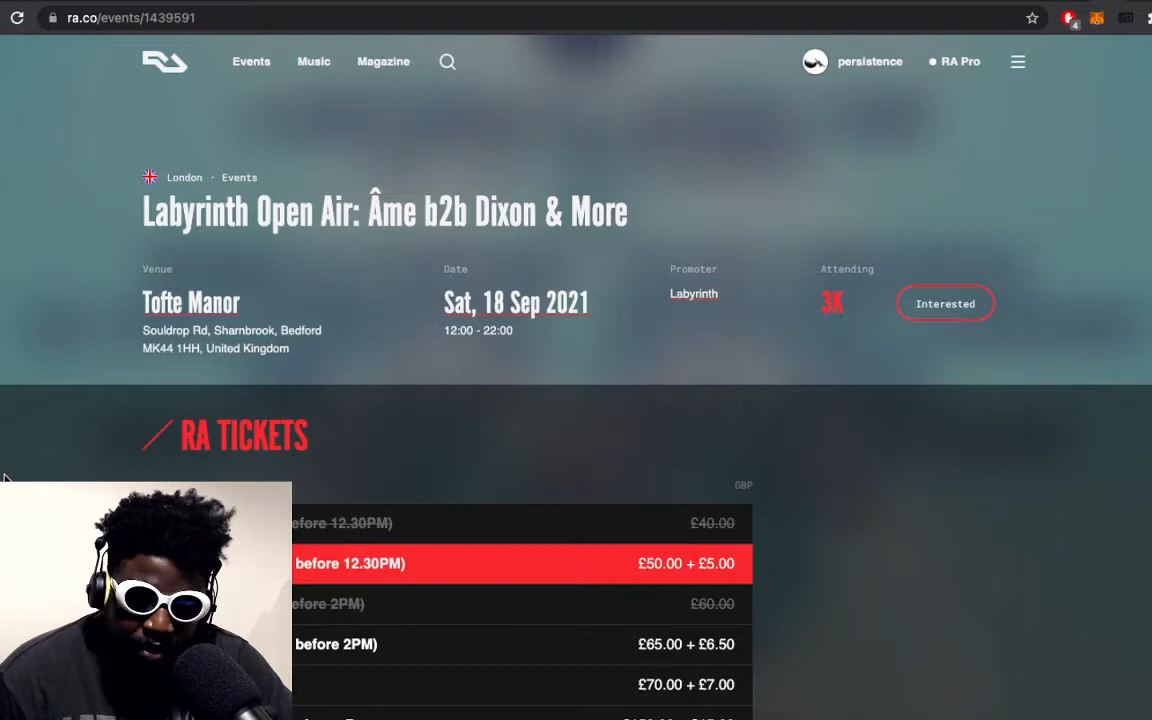 ra.co/events/1439591
4
Events Music Magazine persistence RA Pro
London · Events
Labyrinth Open Air: Âme b2b Dixon & More
Venue Date Promoter Attending
Tofte Manor Sat, 18 Sep 2021 Labyrinth 3K Interested
Souldrop Rd, Sharnbrook, Bedford 12:00 - 22:00
MK44 1HH, United Kingdom
RA TICKETS
GBP
before 12.30PM) £40.00
before 12.30PM) £50.00 + £5.00
before 2PM) £60.00
before 2PM) £65.00 + £6.50
£70.00 + £7.00